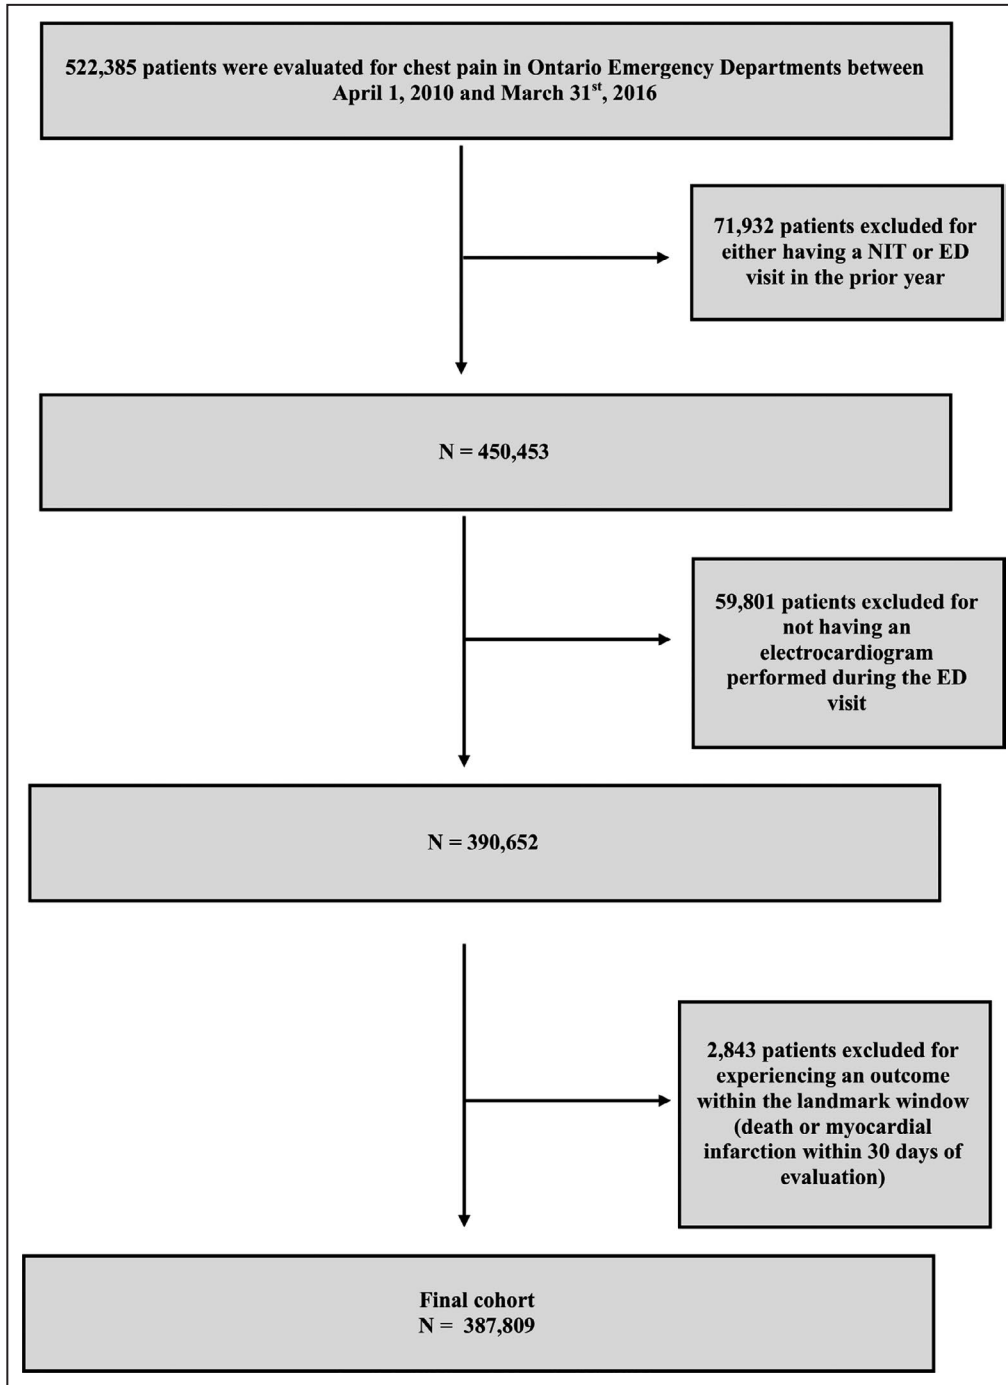 522,385 patients were evaluated for chest pain in Ontario Emergency Departments between
April 1, 2010 and March 31st, 2016
71,932 patients excluded for
either having a NIT or ED
visit in the prior year
N = 450,453
59,801 patients excluded for
not having an
electrocardiogram
performed during the ED
visit
N = 390,652
2,843 patients excluded for
experiencing an outcome
within the landmark window
(death or myocardial
infarction within 30 days of
evaluation)
Final cohort
N = 387,809